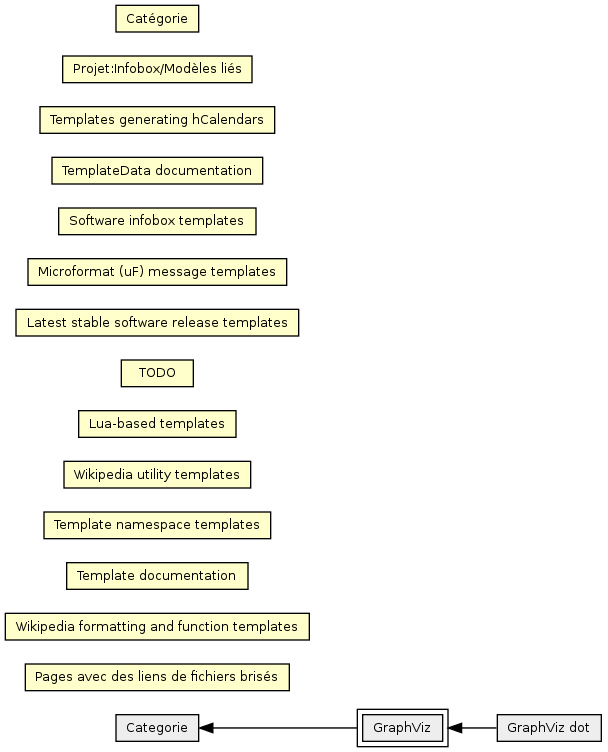 Catégorie
Projet:Infobox/Modèles liés
Templates generating hCalendars
TemplateData documentation
Software infobox templates
Microformat (uF) message templates
Latest stable software release templates
TODO
Lua-based templates
Wikipedia utility templates
Template namespace templates
Template documentation
Wikipedia formatting and function templates
Pages avec des liens de fichiers brisés
Categorie
GraphViz
GraphViz dot